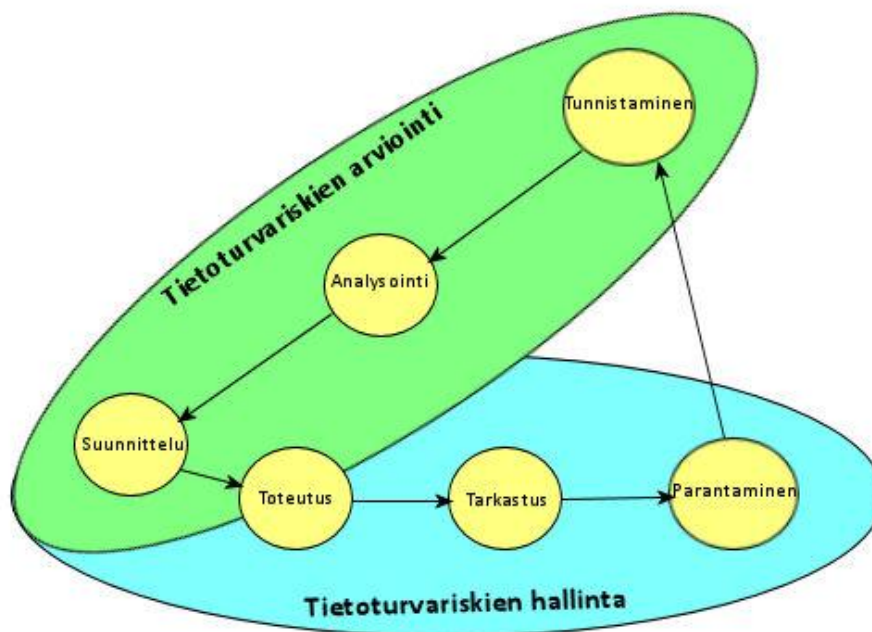 Tietoturvariskien arviointi
Tunnistaminen
Analysointi
Suunnittelu
Toteutus
Tarkastus
Parantaminen
Tietoturvariskien hallinta